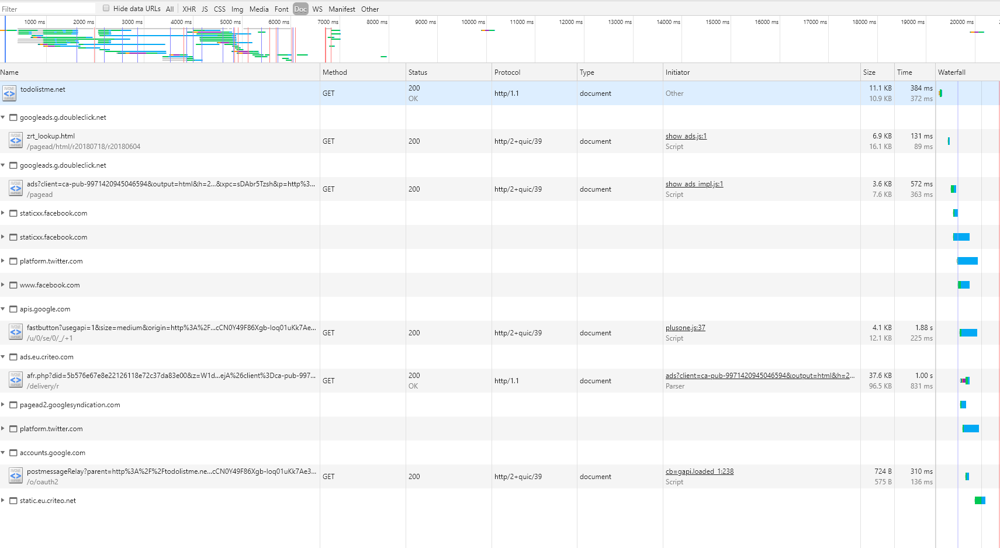 Filter Hide data URLs All XHR JS CSS Img Media Font Doc WS Manifest Other
1000 ms 2000 ms 3000 ms 4000 ms 5000 ms 6000 ms 7000 ms 8000 ms 9000 ms 10000 ms 11000 ms 12000 ms 13000 ms 14000 ms 15000 ms 16000 ms 17000 ms 18000 ms 19000 ms 20000 ms
Name Method Status Protocol Type Initiator Size Time Waterfall
todolistme.net GET 200 http/1.1 document Other 11.1 KB 384 ms
OK 10.9 KB 372 ms
googleads.g.doubleclick.net
zrt_lookup.html GET 200 http/2+quic/39 document show_ads.js:1 6.9 KB 131 ms
/pagead/html/r20180718/r20180604 Script 16.1 KB 89 ms
googleads.g.doubleclick.net
ads?client=ca-pub-9971420945046594&output=html&h=2...&xpc=sDAbr5Tzsh&p=http%3... GET 200 http/2+quic/39 document show_ads_impl.js:1 3.6 KB 572 ms
/pagead Script 7.6 KB 363 ms
staticxx.facebook.com
staticxx.facebook.com
platform.twitter.com
www.facebook.com
apis.google.com
fastbutton?usegapi=1&size=medium&origin=http%3A%2F...cCN0Y49F86Xgb-loq01uKk7Ae... GET 200 http/2+quic/39 document plusone.js:37 4.1 KB 1.88 s
/u/0/se/0/_/+1 Script 12.1 KB 225 ms
ads.eu.criteo.com
afr.php?did=5b576e67e8e22126118e72c37da83e00&z=W1d...ejA%26client%3Dca-pub-997... GET 200 http/1.1 document ads?client=ca-pub-9971420945046594&output=html&h=2... 37.6 KB 1.00 s
/delivery/r OK Parser 96.5 KB 831 ms
pagead2.googlesyndication.com
platform.twitter.com
accounts.google.com
postmessageRelay?parent=http%3A%2F%2Ftodolistme.ne...cCN0Y49F86Xgb-loq01uKk7Ae3... GET 200 http/2+quic/39 document cb=gapi.loaded_1:238 724 B 310 ms
/o/oauth2 Script 575 B 136 ms
static.eu.criteo.net